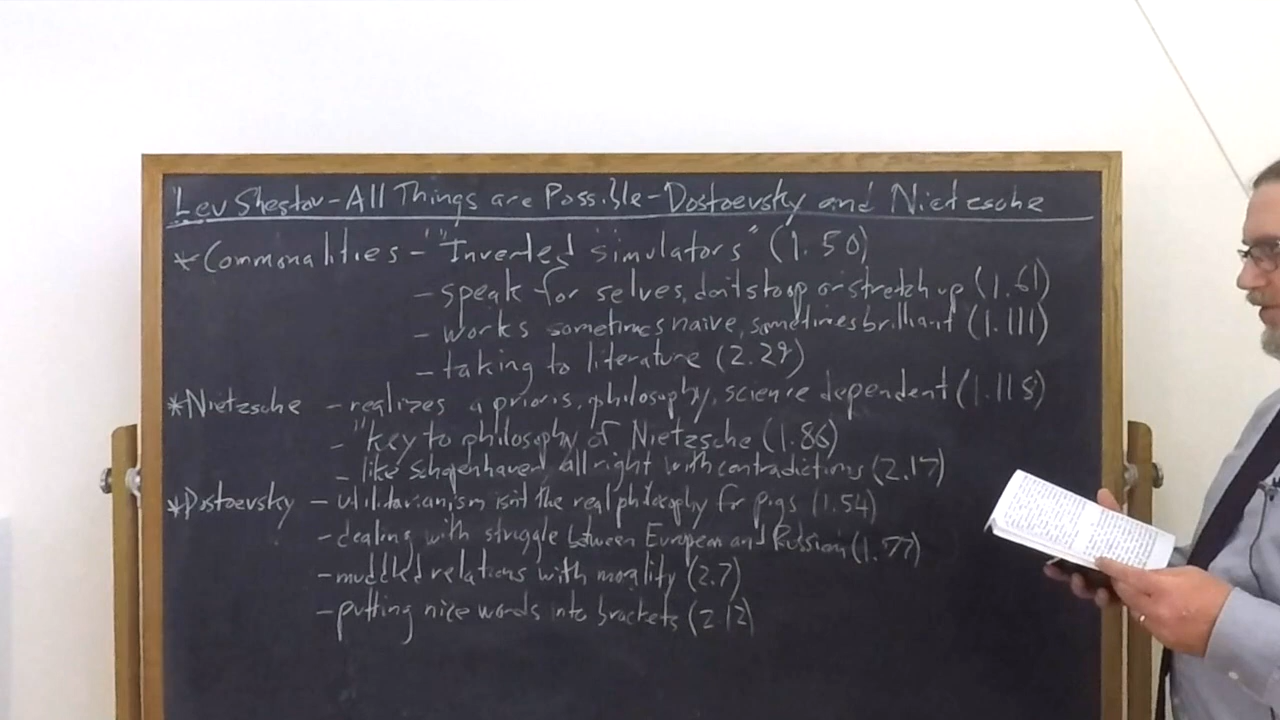 Lev Shestov - All Things are Possible - Dostoevsky and Nietzsche
*Commonalities - "Inverted Simulators" (1.50)
- speak for selves, don't stoop or stretch up (1.61)
- works sometimes naive, sometimes brilliant (1.111)
- taking to literature (2.29)
*Nietzsche - realizes a prioris, philosophy, science dependent (1.118)
- "key to philosophy of Nietzsche (1.86)
- like Schopenhauer all right with contradictions (2.17)
*Dostoevsky - utilitarianism isn't the real philosophy for pigs (1.54)
- dealing with struggle between European and Russian (1.77)
- muddled relations with morality (2.7)
- putting nice words into brackets (2.12)